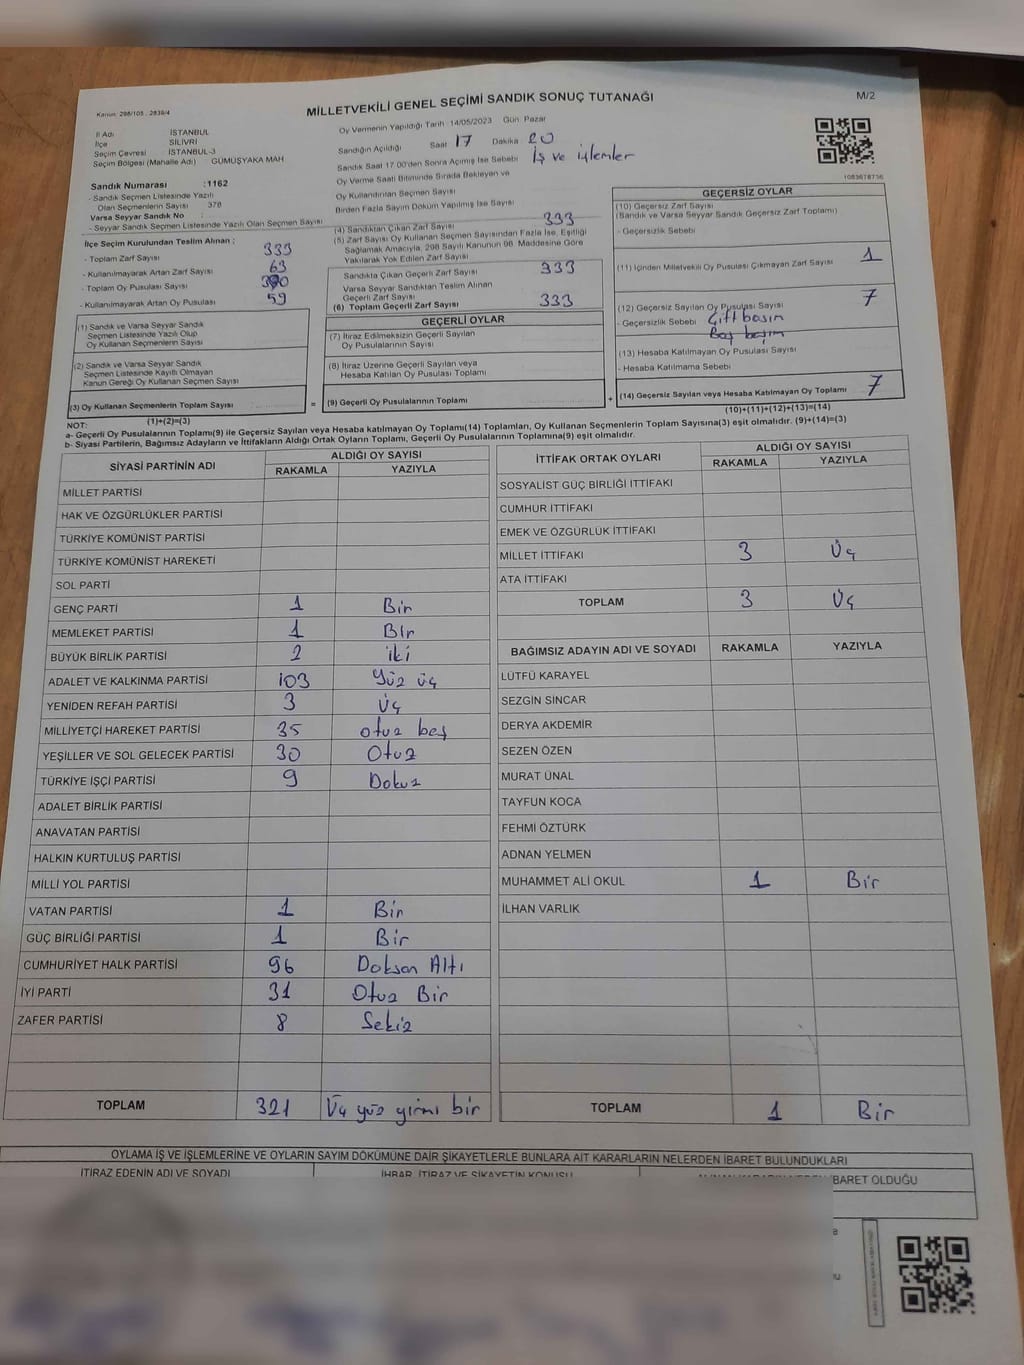 Kanun: 298/105 , 2839/4
MİLLETVEKİLİ GENEL SEÇİMİ SANDIK SONUÇ TUTANAĞI
M/2
İl Adı İSTANBUL
İlçe SİLİVRİ
Seçim Çevresi İSTANBUL-3
Seçim Bölgesi (Mahalle Adı) : GÜMÜŞYAKA MAH
Sandık Numarası :1162
- Sandık Seçmen Listesinde Yazılı
Olan Seçmenlerin Sayısı 378
Varsa Seyyar Sandık No :
- Seyyar Sandık Seçmen Listesinde Yazılı Olan Seçmen Sayısı
İlçe Seçim Kurulundan Teslim Alınan ;
- Toplam Zarf Sayısı 333
- Kullanılmayarak Artan Zarf Sayısı 63
- Toplam Oy Pusulası Sayısı
- Kullanılmayarak Artan Oy Pusulası 59
(1) Sandık ve Varsa Seyyar Sandık
Seçmen Listesinde Yazılı Olup
Oy Kullanan Seçmenlerin Sayısı
(2) Sandık ve Varsa Seyyar Sandık
Seçmen Listesinde Kayıtlı Olmayan
Kanun Gereği Oy Kullanan Seçmen Sayısı
(3) Oy Kullanan Seçmenlerin Toplam Sayısı
(1)+(2)=(3)
Oy Vermenin Yapıldığı Tarih :14/05/2023 Gün: Pazar
Sandığın Açıldığı Saat 17 Dakika 20
Sandık Saat 17.00'den Sonra Açımış İse Sebebi İş ve işlemler
Oy Verme Saati Bitiminde Sırada Bekleyen ve
Oy Kullandırılan Seçmen Sayısı
Birden Fazla Sayım Döküm Yapılmış İse Sayısı
(4) Sandıktan Çıkan Zarf Sayısı 333
(5) Zarf Sayısı Oy Kullanan Seçmen Sayısından Fazla İse, Eşitliği
Sağlamak Amacıyla, 298 Sayılı Kanunun 98. Maddesine Göre
Yakılarak Yok Edilen Zarf Sayısı
Sandıkta Çıkan Geçerli Zarf Sayısı 333
Varsa Seyyar Sandıktan Teslim Alınan
Geçerli Zarf Sayısı
(6) Toplam Geçerli Zarf Sayısı 333
GEÇERLİ OYLAR
(7) İtiraz Edilmeksizin Geçerli Sayılan
Oy Pusulalarının Sayısı
(8) İtiraz Üzerine Geçerli Sayılan veya
Hesaba Katılan Oy Pusulası Toplamı
= (9) Geçerli Oy Pusulalarının Toplamı +
1083678736
GEÇERSİZ OYLAR
(10) Geçersiz Zarf Sayısı
(Sandık ve Varsa Seyyar Sandık Geçersiz Zarf Toplamı)
- Geçersizlik Sebebi
(11) İçinden Milletvekili Oy Pusulası Çıkmayan Zarf Sayısı 1
(12) Geçersiz Sayılan Oy Pusulası Sayısı 7
- Geçersizlik Sebebi Çift basım
Boş basım
(13) Hesaba Katılmayan Oy Pusulası Sayısı
- Hesaba Katılmama Sebebi
(14) Geçersiz Sayılan veya Hesaba Katılmayan Oy Toplamı 7
(10)+(11)+(12)+(13)=(14)
NOT:
a- Geçerli Oy Pusulalarının Toplamı(9) ile Geçersiz Sayılan veya Hesaba katılmayan Oy Toplamı(14) Toplamları, Oy Kullanan Seçmenlerin Toplam Sayısına(3) eşit olmalıdır. (9)+(14)=(3)
b- Siyasi Partilerin, Bağımsız Adayların ve İttifakların Aldığı Ortak Oyların Toplamı, Geçerli Oy Pusulalarının Toplamına(9) eşit olmalıdır.
SİYASİ PARTİNİN ADI ALDIĞI OY SAYISI
RAKAMLA YAZIYLA
MİLLET PARTİSİ
HAK VE ÖZGÜRLÜKLER PARTİSİ
TÜRKİYE KOMÜNİST PARTİSİ
TÜRKİYE KOMÜNİST HAREKETİ
SOL PARTİ
GENÇ PARTİ 1 Bir
MEMLEKET PARTİSİ 1 Bir
BÜYÜK BİRLİK PARTİSİ 2 iki
ADALET VE KALKINMA PARTİSİ 103 Yüz üç
YENİDEN REFAH PARTİSİ 3 Üç
MİLLİYETÇİ HAREKET PARTİSİ 35 otuz beş
YEŞİLLER VE SOL GELECEK PARTİSİ 30 Otuz
TÜRKİYE İŞÇİ PARTİSİ 9 Dokuz
ADALET BİRLİK PARTİSİ
ANAVATAN PARTİSİ
HALKIN KURTULUŞ PARTİSİ
MİLLİ YOL PARTİSİ
VATAN PARTİSİ 1 Bir
GÜÇ BİRLİĞİ PARTİSİ 1 Bir
CUMHURİYET HALK PARTİSİ 96 Doksan Altı
İYİ PARTİ 31 Otuz Bir
ZAFER PARTİSİ 8 Sekiz
TOPLAM 321 Üç yüz yirmi bir
İTTİFAK ORTAK OYLARI ALDIĞI OY SAYISI
RAKAMLA YAZIYLA
SOSYALİST GÜÇ BİRLİĞİ İTTİFAKI
CUMHUR İTTİFAKI
EMEK VE ÖZGÜRLÜK İTTİFAKI
MİLLET İTTİFAKI 3 Üç
ATA İTTİFAKI
TOPLAM 3 Üç
BAĞIMSIZ ADAYIN ADI VE SOYADI RAKAMLA YAZIYLA
LÜTFÜ KARAYEL
SEZGİN SİNCAR
DERYA AKDEMİR
SEZEN ÖZEN
MURAT ÜNAL
TAYFUN KOCA
FEHMİ ÖZTÜRK
ADNAN YELMEN
MUHAMMET ALİ OKUL 1 Bir
İLHAN VARLIK
TOPLAM 1 Bir
OYLAMA İŞ VE İŞLEMLERİNE VE OYLARIN SAYIM DÖKÜMÜNE DAİR ŞİKAYETLERLE BUNLARA AİT KARARLARIN NELERDEN İBARET BULUNDUKLARI
İTİRAZ EDENİN ADI VE SOYADI İHBAR, İTİRAZ VE ŞİKAYETİN KONUSU İBARET OLDUĞU